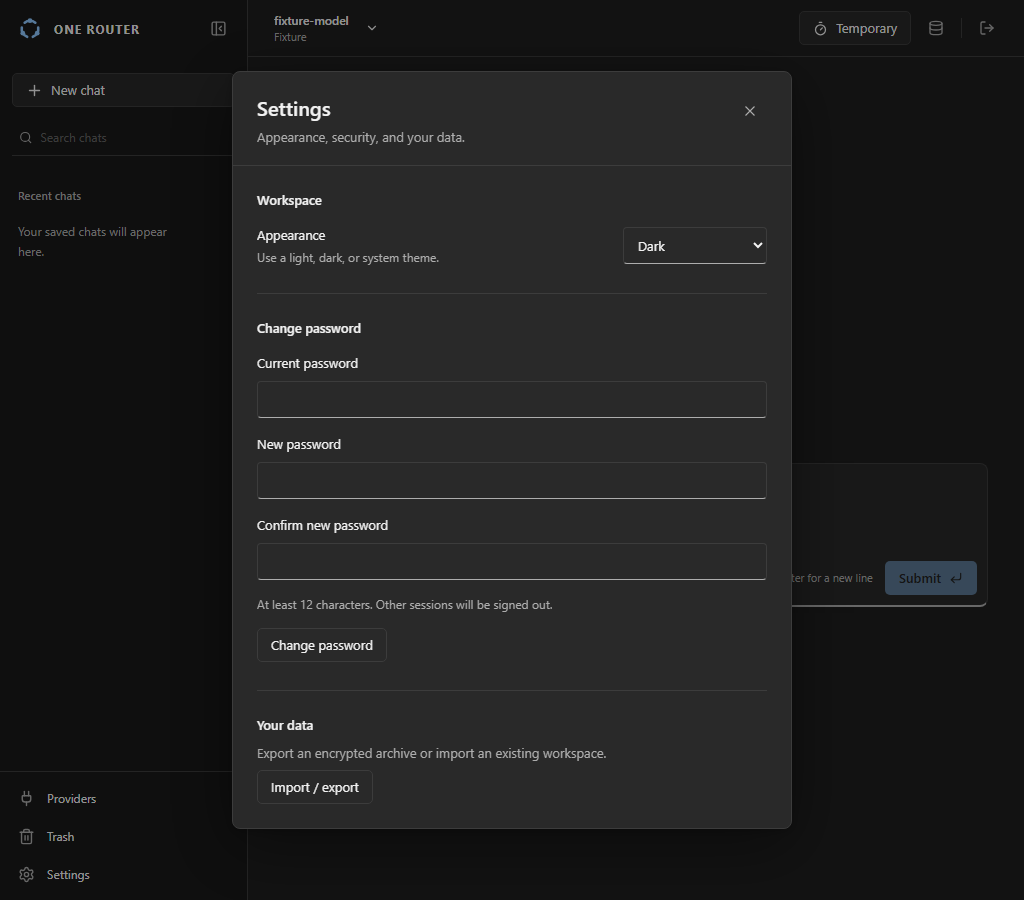 ONE ROUTER
fixture-model
Fixture
Temporary
New chat
Search chats
Recent chats
Your saved chats will appear
here.
Settings
Appearance, security, and your data.
Workspace
Appearance
Use a light, dark, or system theme.
Dark
Change password
Current password
New password
Confirm new password
At least 12 characters. Other sessions will be signed out.
Change password
for a new line
Submit
Your data
Export an encrypted archive or import an existing workspace.
Import / export
Providers
Trash
Settings